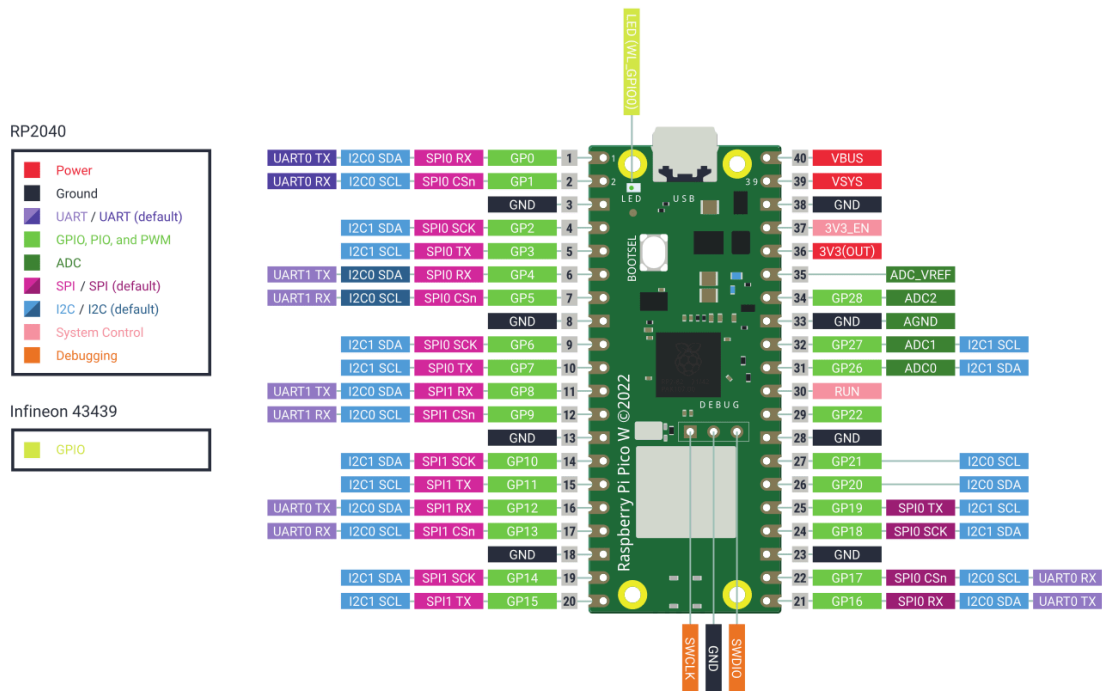 LED (WL_GPIO0)
RP2040
Power
Ground
UART / UART (default)
GPIO, PIO, and PWM
ADC
SPI / SPI (default)
I2C / I2C (default)
System Control
Debugging
Infineon 43439
GPIO
UART0 TX I2C0 SDA SPI0 RX GP0 1
UART0 RX I2C0 SCL SPI0 CSn GP1 2
GND 3
I2C1 SDA SPI0 SCK GP2 4
I2C1 SCL SPI0 TX GP3 5
UART1 TX I2C0 SDA SPI0 RX GP4 6
UART1 RX I2C0 SCL SPI0 CSn GP5 7
GND 8
I2C1 SDA SPI0 SCK GP6 9
I2C1 SCL SPI0 TX GP7 10
UART1 TX I2C0 SDA SPI1 RX GP8 11
UART1 RX I2C0 SCL SPI1 CSn GP9 12
GND 13
I2C1 SDA SPI1 SCK GP10 14
I2C1 SCL SPI1 TX GP11 15
UART0 TX I2C0 SDA SPI1 RX GP12 16
UART0 RX I2C0 SCL SPI1 CSn GP13 17
GND 18
I2C1 SDA SPI1 SCK GP14 19
I2C1 SCL SPI1 TX GP15 20
1
2
39
LED
USB
BOOTSEL
DEBUG
Raspberry Pi Pico W ©2022
40 VBUS
39 VSYS
38 GND
37 3V3_EN
36 3V3(OUT)
35 ADC_VREF
34 GP28 ADC2
33 GND AGND
32 GP27 ADC1 I2C1 SCL
31 GP26 ADC0 I2C1 SDA
30 RUN
29 GP22
28 GND
27 GP21 I2C0 SCL
26 GP20 I2C0 SDA
25 GP19 SPI0 TX I2C1 SCL
24 GP18 SPI0 SCK I2C1 SDA
23 GND
22 GP17 SPI0 CSn I2C0 SCL UART0 RX
21 GP16 SPI0 RX I2C0 SDA UART0 TX
SWCLK
GND
SWDIO